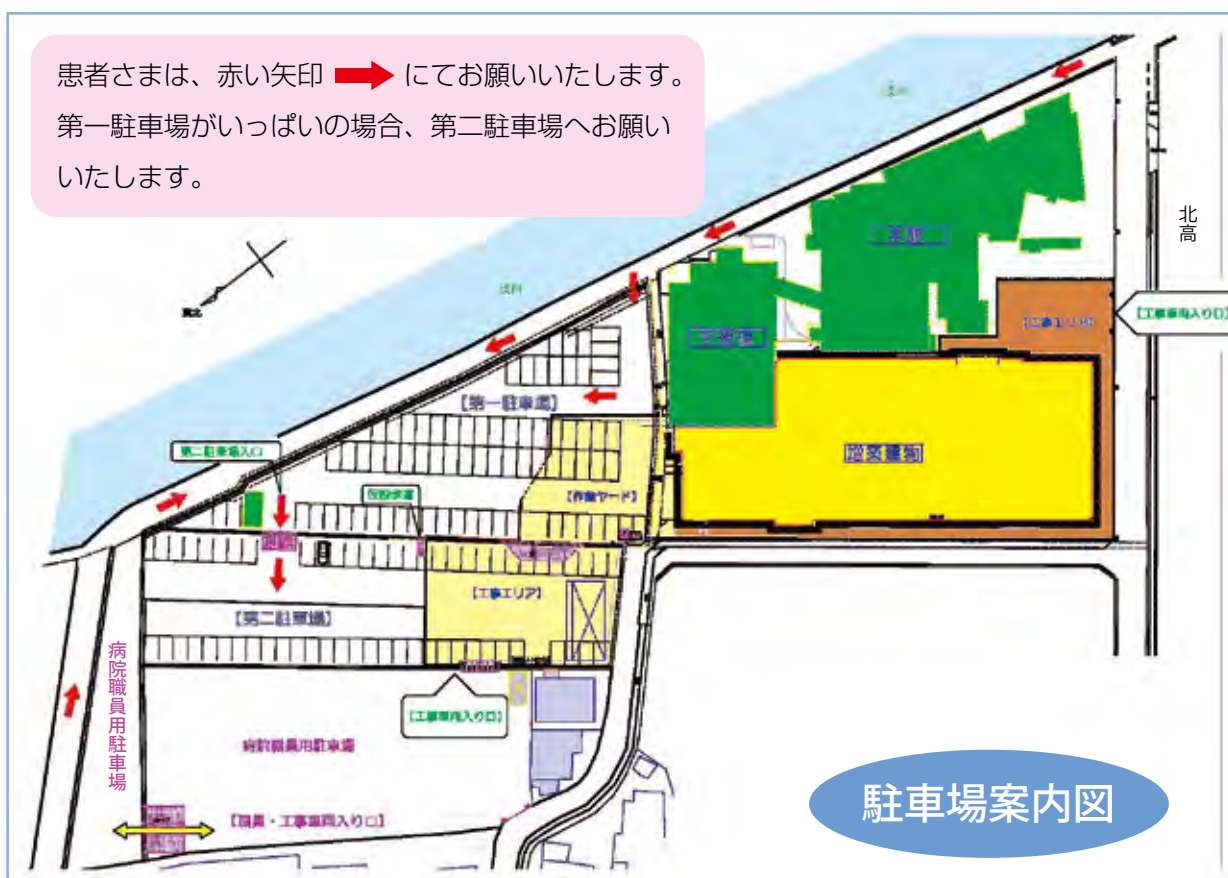 患者さまは、赤い矢印 にてお願いいたします。
第一駐車場がいっぱいの場合、第二駐車場へお願い
いたします。
北高
【工事車両入り口】
【工事エリア】
本館
【第一駐車場】
第二駐車場入口
【作業ヤード】
【工事エリア】
【第二駐車場】
【工事車両入り口】
病院職員用駐車場
病院職員用駐車場
【職員・工事車両入り口】
駐車場案内図